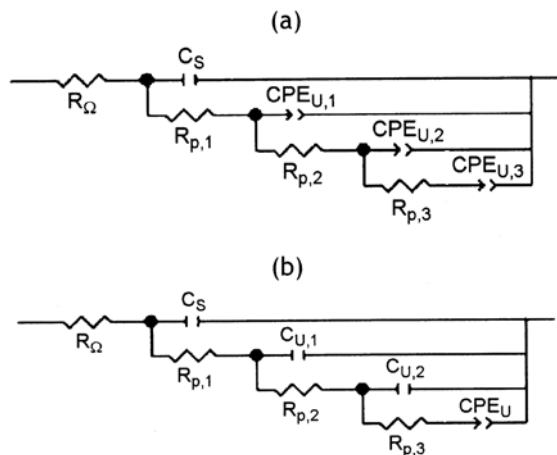 (a)
C_S
R_Ω
CPE_U,1
R_p,1
CPE_U,2
R_p,2
CPE_U,3
R_p,3
(b)
C_S
R_Ω
C_U,1
R_p,1
C_U,2
R_p,2
CPE_U
R_p,3